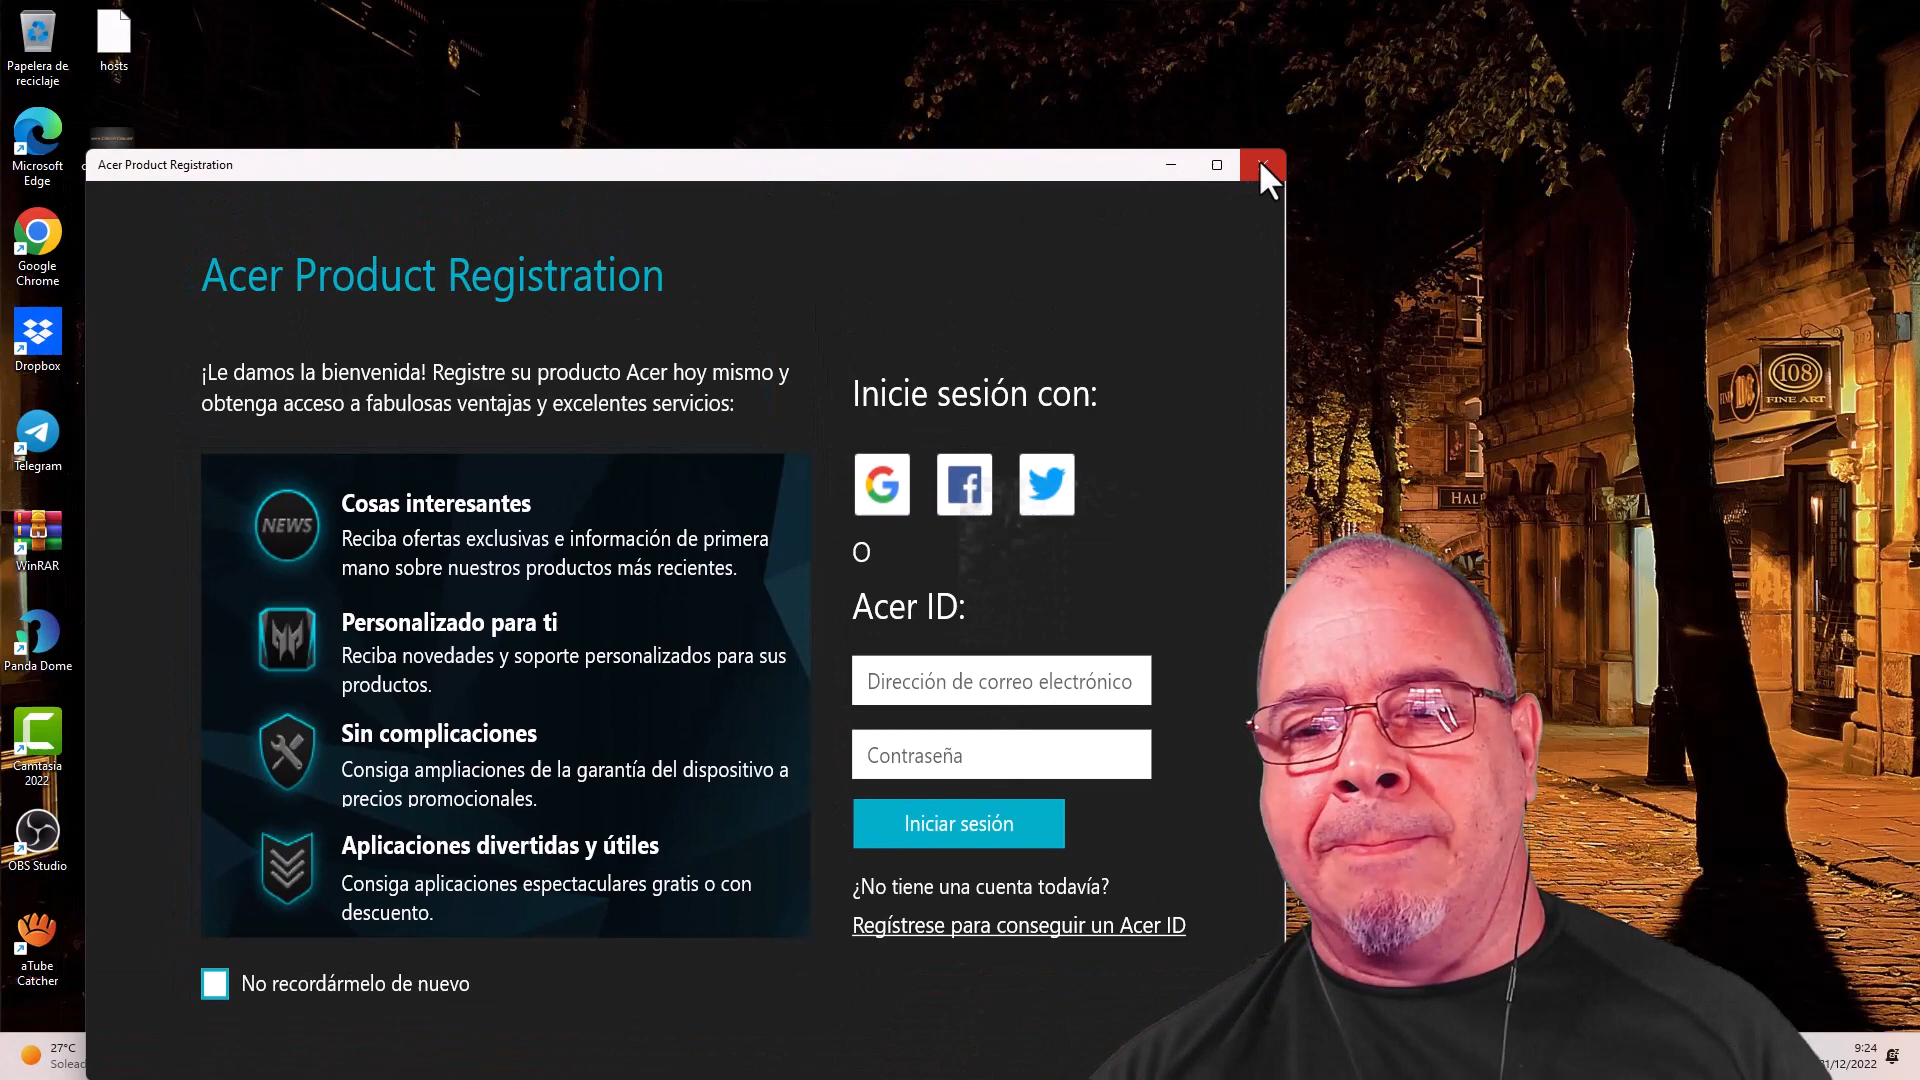 Papelera de
reciclaje
hosts
Microsoft
Edge
Google
Chrome
Dropbox
Telegram
WinRAR
Panda Dome
Camtasia
2022
OBS Studio
aTube
Catcher
Acer Product Registration
Acer Product Registration
¡Le damos la bienvenida! Registre su producto Acer hoy mismo y
obtenga acceso a fabulosas ventajas y excelentes servicios:
NEWS
Cosas interesantes
Reciba ofertas exclusivas e información de primera
mano sobre nuestros productos más recientes.
Personalizado para ti
Reciba novedades y soporte personalizados para sus
productos.
Sin complicaciones
Consiga ampliaciones de la garantía del dispositivo a
precios promocionales.
Aplicaciones divertidas y útiles
Consiga aplicaciones espectaculares gratis o con
descuento.
No recordármelo de nuevo
Inicie sesión con:
O
Acer ID:
Dirección de correo electrónico
Contraseña
Iniciar sesión
¿No tiene una cuenta todavía?
Regístrese para conseguir un Acer ID
108
FINE ART
27°C
Solead
9:24
31/12/2022